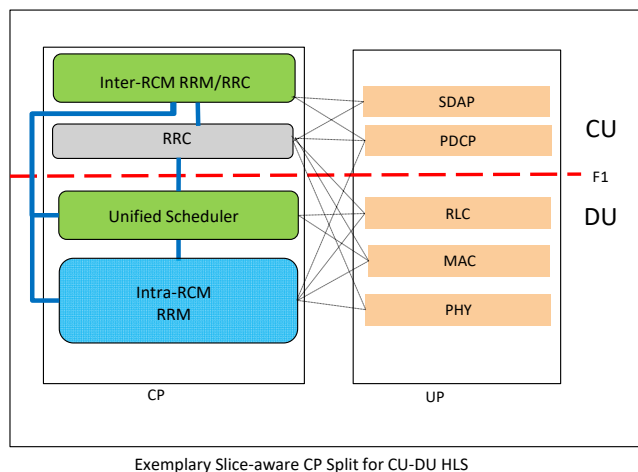 Inter-RCM RRM/RRC
RRC
Unified Scheduler
Intra-RCM
RRM
CP
SDAP
PDCP
RLC
MAC
PHY
UP
CU
F1
DU
Exemplary Slice-aware CP Split for CU-DU HLS